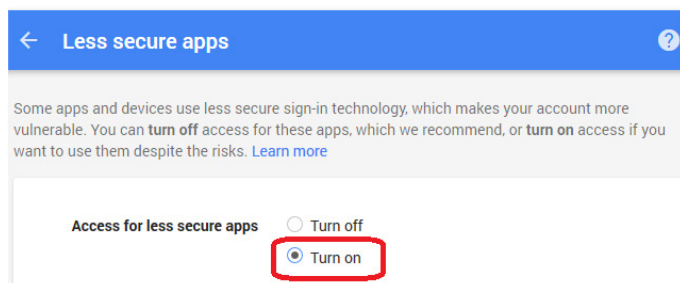 Less secure apps
Some apps and devices use less secure sign-in technology, which makes your account more
vulnerable. You can turn off access for these apps, which we recommend, or turn on access if you
want to use them despite the risks. Learn more
Access for less secure apps
Turn off
Turn on